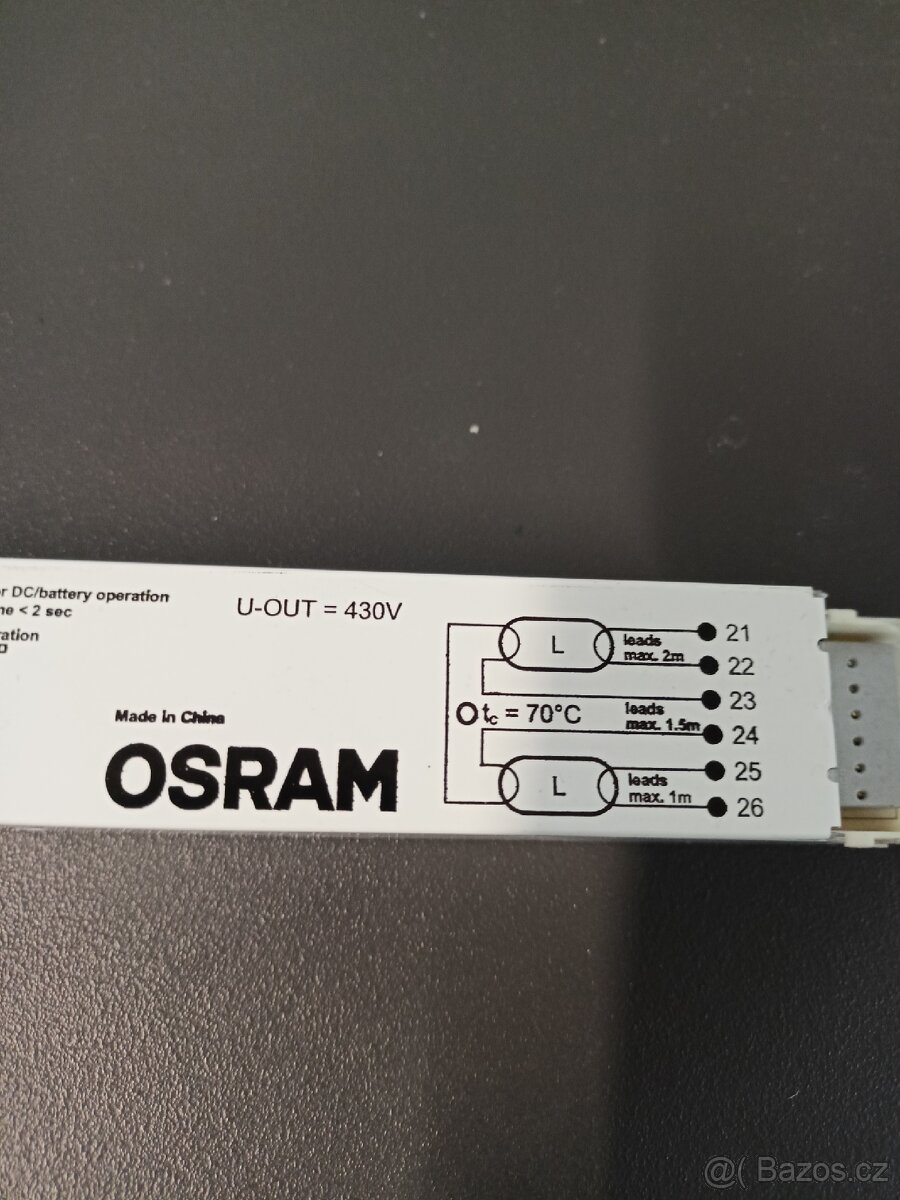 r DC/battery operation
ne < 2 sec
ration
U-OUT = 430V
Made in China
OSRAM
L
leads
max. 2m
21
22
23
tc = 70°C
leads
max. 1.5m
24
L
leads
max. 1m
25
26
@( Bazos.cz